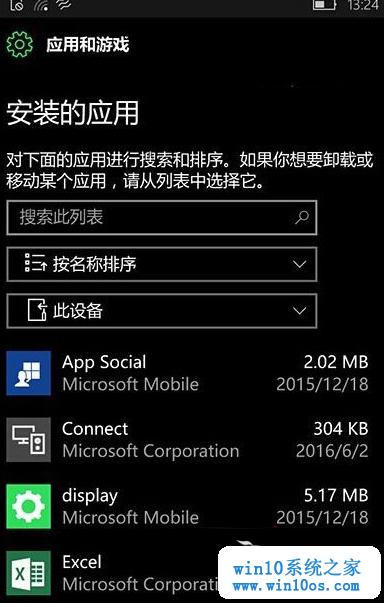 13:24
应用和游戏
安装的应用
对下面的应用进行搜索和排序。如果你想要卸载或
移动某个应用，请从列表中选择它。
搜索此列表
按名称排序
此设备
App Social
2.02 MB
Microsoft Mobile
2015/12/18
Connect
304 KB
Microsoft Corporation
2016/6/2
display
5.17 MB
Microsoft Mobile
2015/12/18
Excel
Microsoft Corporation
win10系统之家
www.win10os.com